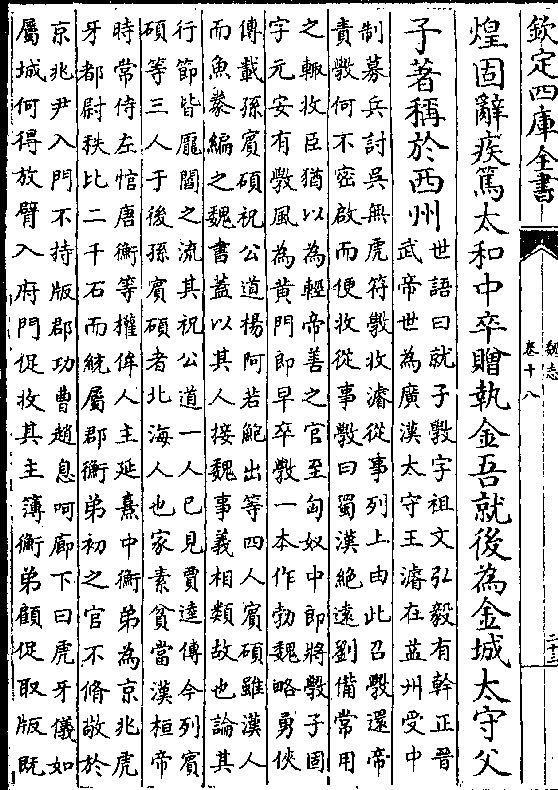 欽定四庫全書
魏志
卷十八
二十三
煌固辭疾篤太和中卒贈執金吾就後為金城太守父
子著稱於西州
世語曰就子斆字祖文弘毅有幹正晉
武帝世為廣漢太守王濬在益州受中
制募兵討吳無虎符斆收濬從事列上由此召斆還帝
責斆何不密啟而便收從事斆曰蜀漢絶遠劉備常用
之輙收臣猶以為輕帝善之官至匈奴中郎將斆子固
字元安有斆風為黄門郎早卒斆一本作勃魏略勇俠
傳載孫賓碩祝公道楊阿若鮑出等四人賓碩雖漢人
而魚豢編之魏書蓋以其人接魏事義相類故也論其
行節皆龎閻之流其祝公道一人已見賈逵傳今列賓
碩等三人于後孫賓碩者北海人也家素貧當漢桓帝
時常侍左悺唐衡等權侔人主延熹中衡弟為京兆虎
牙都尉秩比二千石而統屬郡衡弟初之官不脩敬於
京兆尹入門不持版郡功曹趙息呵廊下曰虎牙儀如
屬城何得放臂入府門促收其主簿衡弟顧促取版既